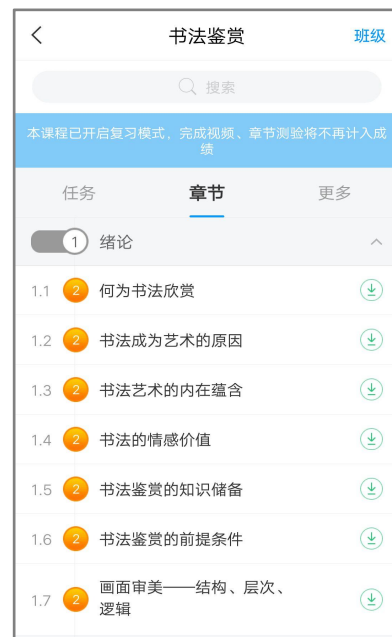 书法鉴赏 班级
搜索
本课程已开启复习模式，完成视频、章节测验将不再计入成
绩
任务 章节 更多
1 绪论
1.1 2 何为书法欣赏
1.2 2 书法成为艺术的原因
1.3 2 书法艺术的内在蕴含
1.4 2 书法的情感价值
1.5 2 书法鉴赏的知识储备
1.6 2 书法鉴赏的前提条件
1.7 2 画面审美——结构、层次、
逻辑